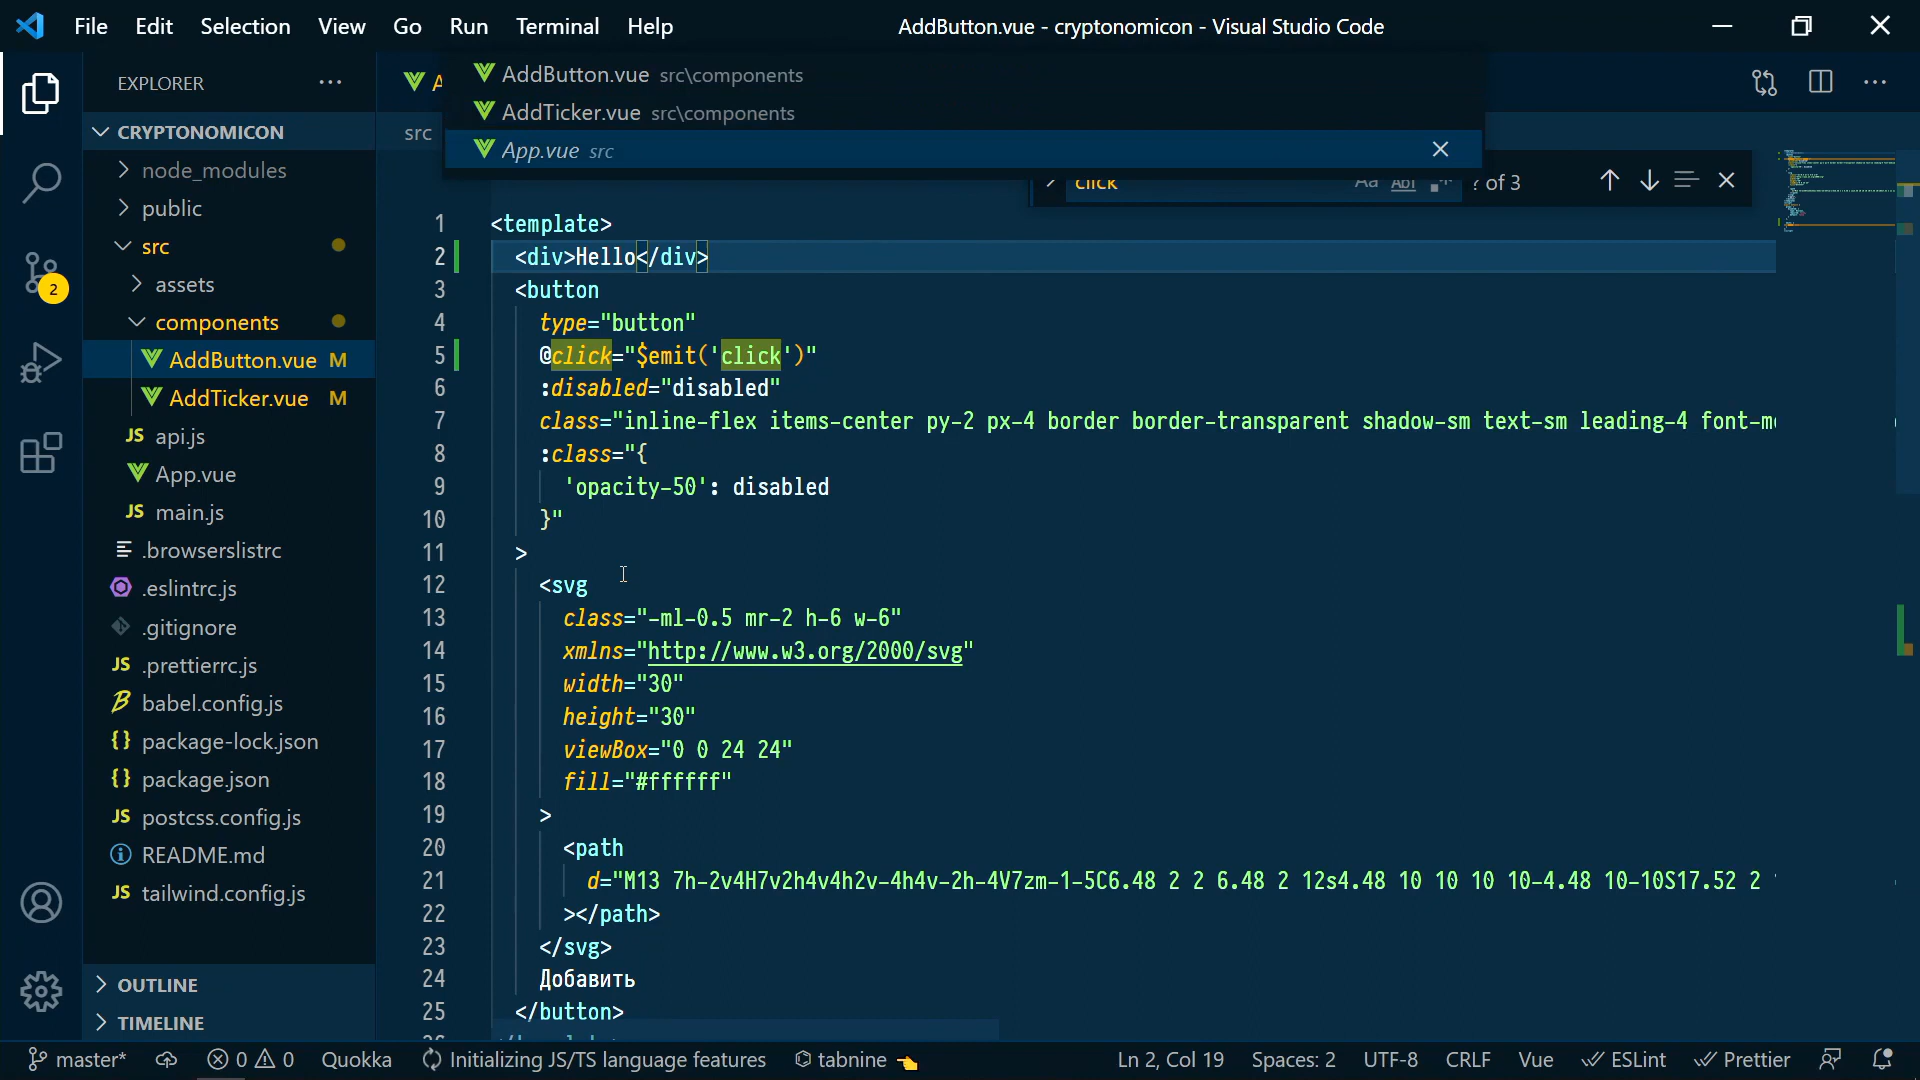 File Edit Selection View Go Run Terminal Help
AddButton.vue - cryptonomicon - Visual Studio Code
EXPLORER
CRYPTONOMICON
node_modules
public
src
assets
components
AddButton.vue M
AddTicker.vue M
JS api.js
App.vue
JS main.js
.browserslistrc
.eslintrc.js
.gitignore
JS .prettierrc.js
babel.config.js
{} package-lock.json
{} package.json
JS postcss.config.js
README.md
JS tailwind.config.js
OUTLINE
TIMELINE
2
A
src
AddButton.vue src\components
AddTicker.vue src\components
App.vue src
click Aa Abl ? of 3
1 <template>
2 <div>Hello</div>
3 <button
4 type="button"
5 @click="$emit('click')"
6 :disabled="disabled"
7 class="inline-flex items-center py-2 px-4 border border-transparent shadow-sm text-sm leading-4
8 :class="{
9 'opacity-50': disabled
10 }"
11 >
12 <svg
13 class="-ml-0.5 mr-2 h-6 w-6"
14 xmlns="http://www.w3.org/2000/svg"
15 width="30"
16 height="30"
17 viewBox="0 0 24 24"
18 fill="#ffffff"
19 >
20 <path
21 d="M13 7h-2v4H7v2h4v4h2v-4h4v-2h-4V7zm-1-5C6.48 2 2 6.48 2 12s4.48 10 10 10 10-4.48 10-10S17.52 2
22 ></path>
23 </svg>
24 Добавить
25 </button>
master* 0 0 Quokka Initializing JS/TS language features tabnine
Ln 2, Col 19 Spaces: 2 UTF-8 CRLF Vue ESLint Prettier